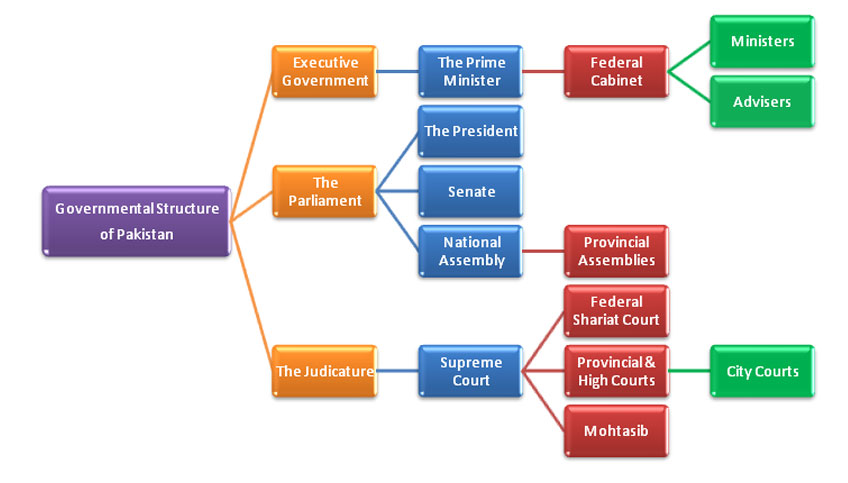 Governmental Structure
of Pakistan
Executive
Government
The Prime
Minister
Federal
Cabinet
Ministers
Advisers
The
Parliament
The President
Senate
National
Assembly
Provincial
Assemblies
The Judicature
Supreme
Court
Federal
Shariat Court
Provincial &
High Courts
City Courts
Mohtasib